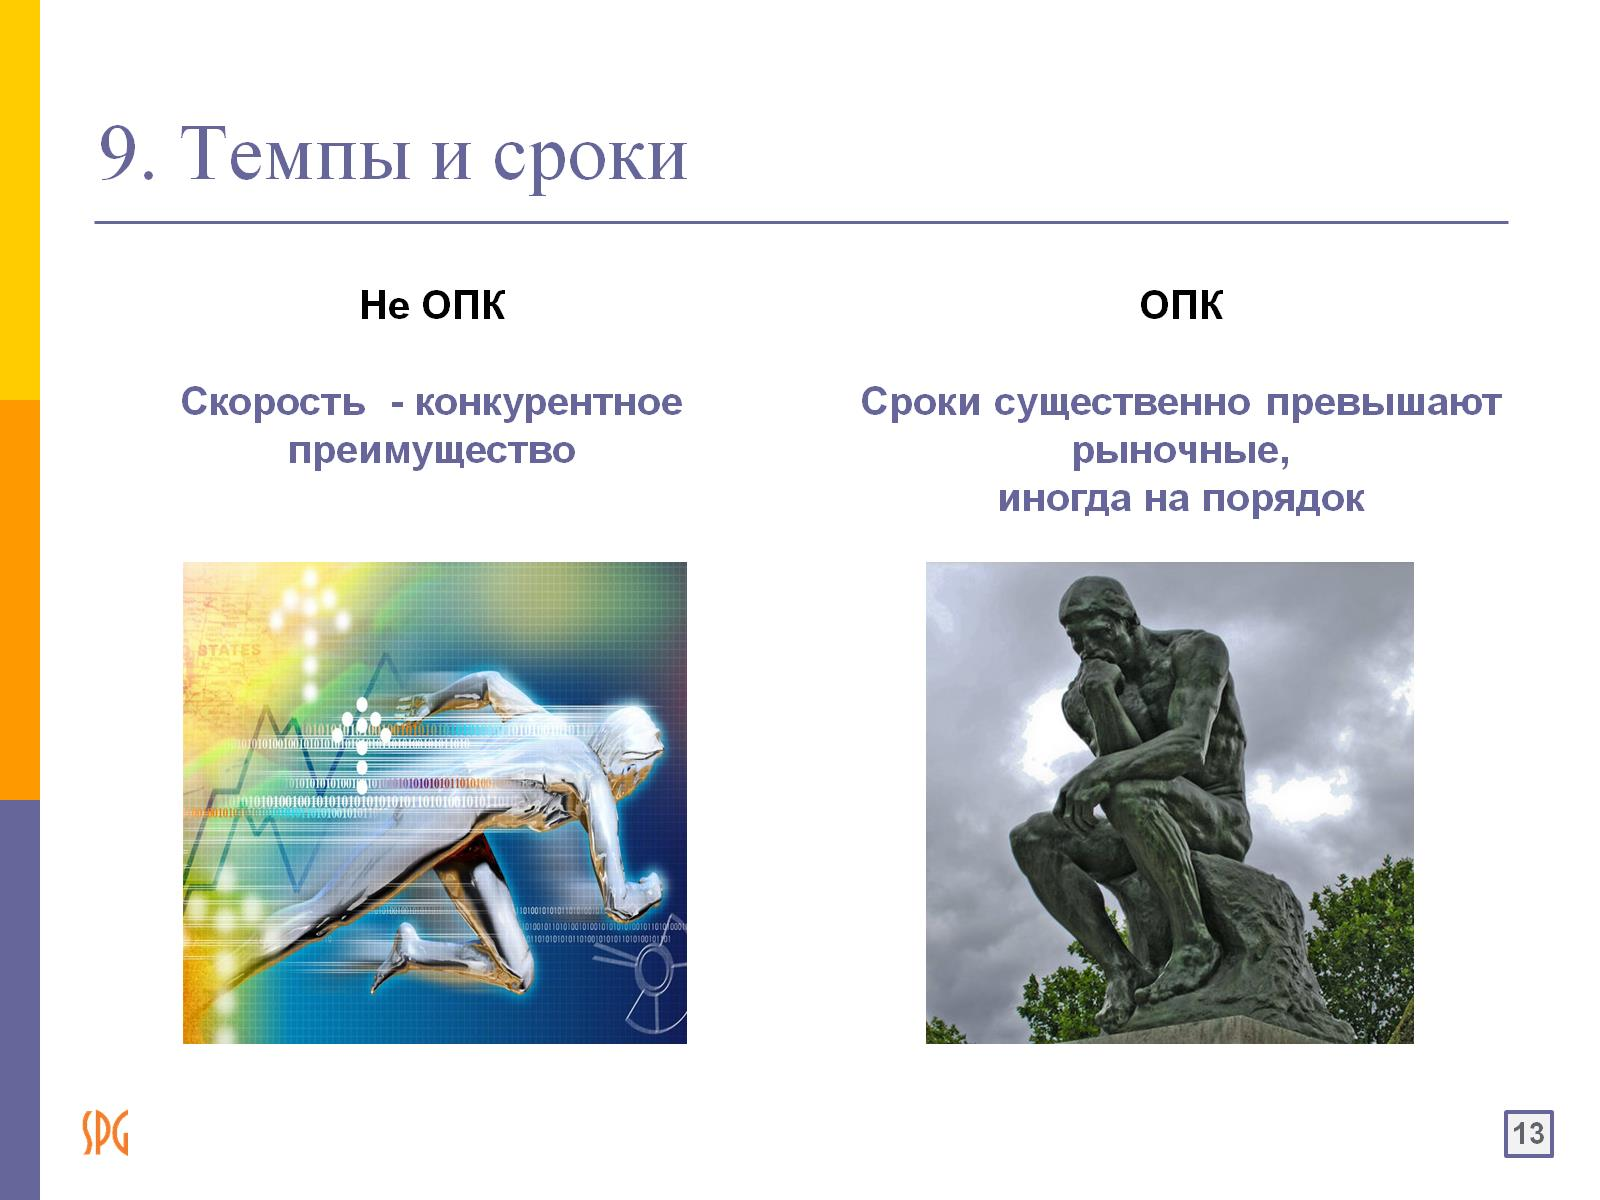 9. Темпы и сроки
Не ОПК
Скорость - конкурентное
преимущество
ОПК
Сроки существенно превышают
рыночные,
иногда на порядок
STATES
SPG
13